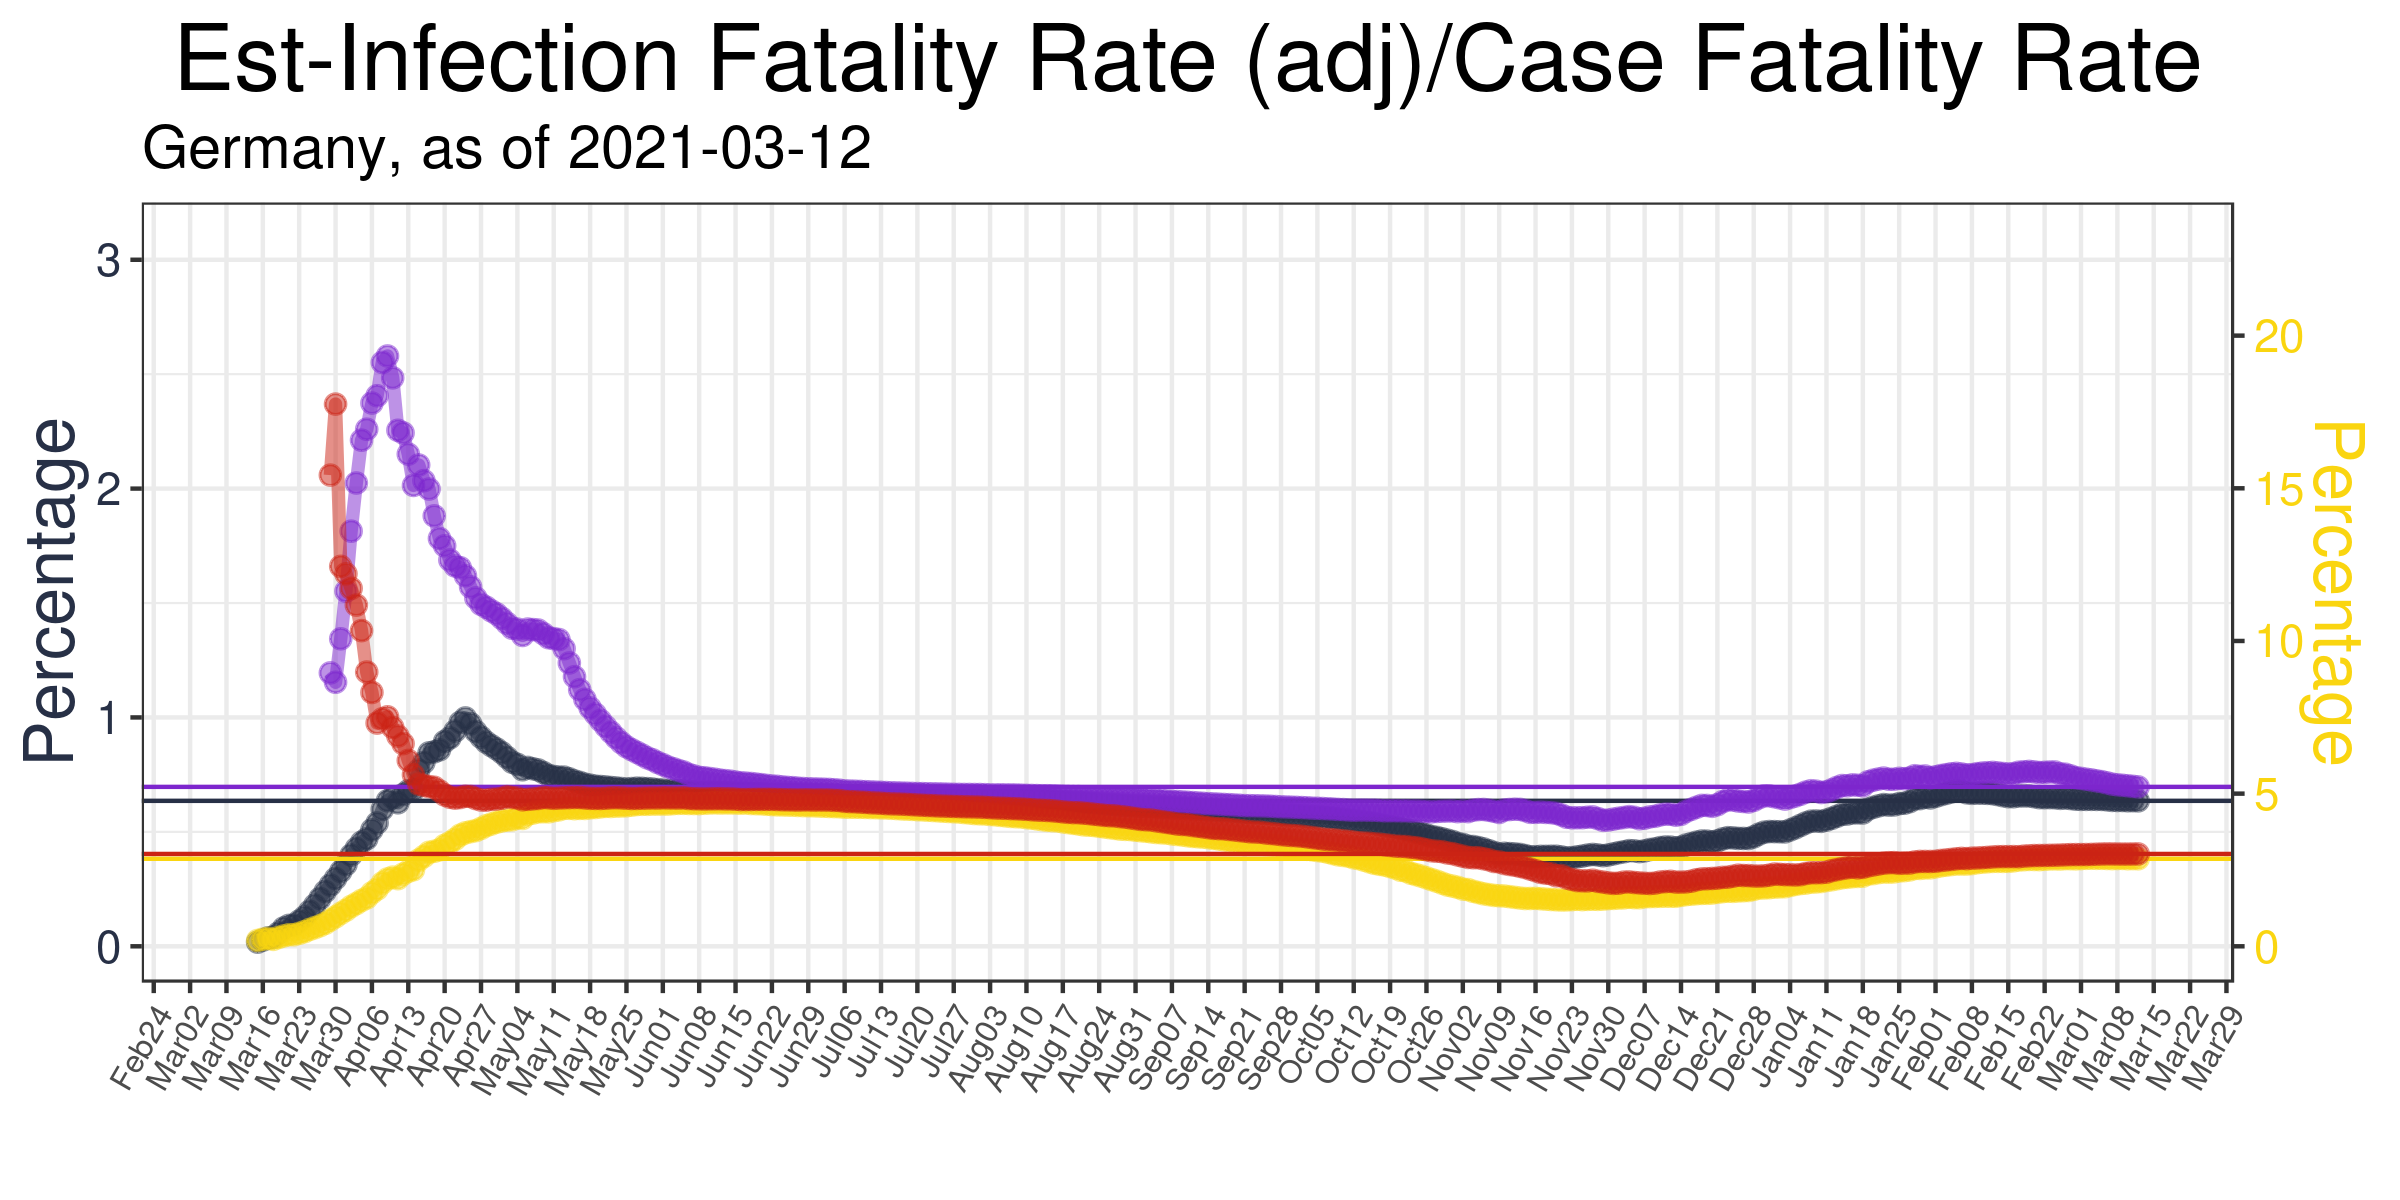 Est-Infection Fatality Rate (adj)/Case Fatality Rate
Germany, as of 2021-03-12
Percentage
3
2
1
0
20
15
10
5
0
Percentage
Feb24
Mar02
Mar09
Mar16
Mar23
Mar30
Apr06
Apr13
Apr20
Apr27
May04
May11
May18
May25
Jun01
Jun08
Jun15
Jun22
Jun29
Jul06
Jul13
Jul20
Jul27
Aug03
Aug10
Aug17
Aug24
Aug31
Sep07
Sep14
Sep21
Sep28
Oct05
Oct12
Oct19
Oct26
Nov02
Nov09
Nov16
Nov23
Nov30
Dec07
Dec14
Dec21
Dec28
Jan04
Jan11
Jan18
Jan25
Feb01
Feb08
Feb15
Feb22
Mar01
Mar08
Mar15
Mar22
Mar29